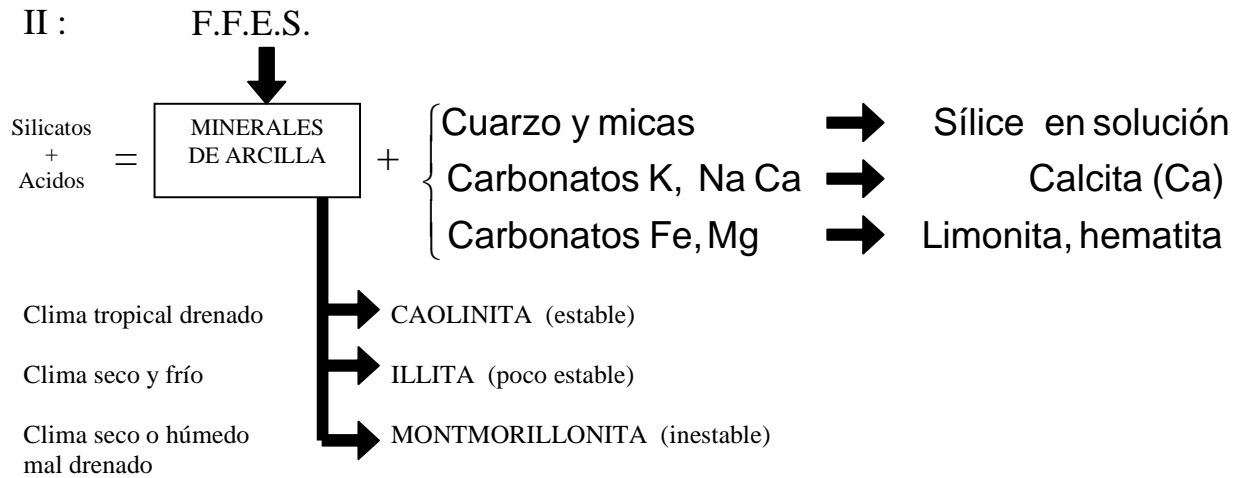 II : F.F.E.S.
Silicatos
+
Acidos
=
MINERALES
DE ARCILLA
+
Cuarzo y micas Sílice en solución
Carbonatos K, Na Ca Calcita (Ca)
Carbonatos Fe, Mg Limonita, hematita
Clima tropical drenado CAOLINITA (estable)
Clima seco y frío ILLITA (poco estable)
Clima seco o húmedo MONTMORILLONITA (inestable)
mal drenado